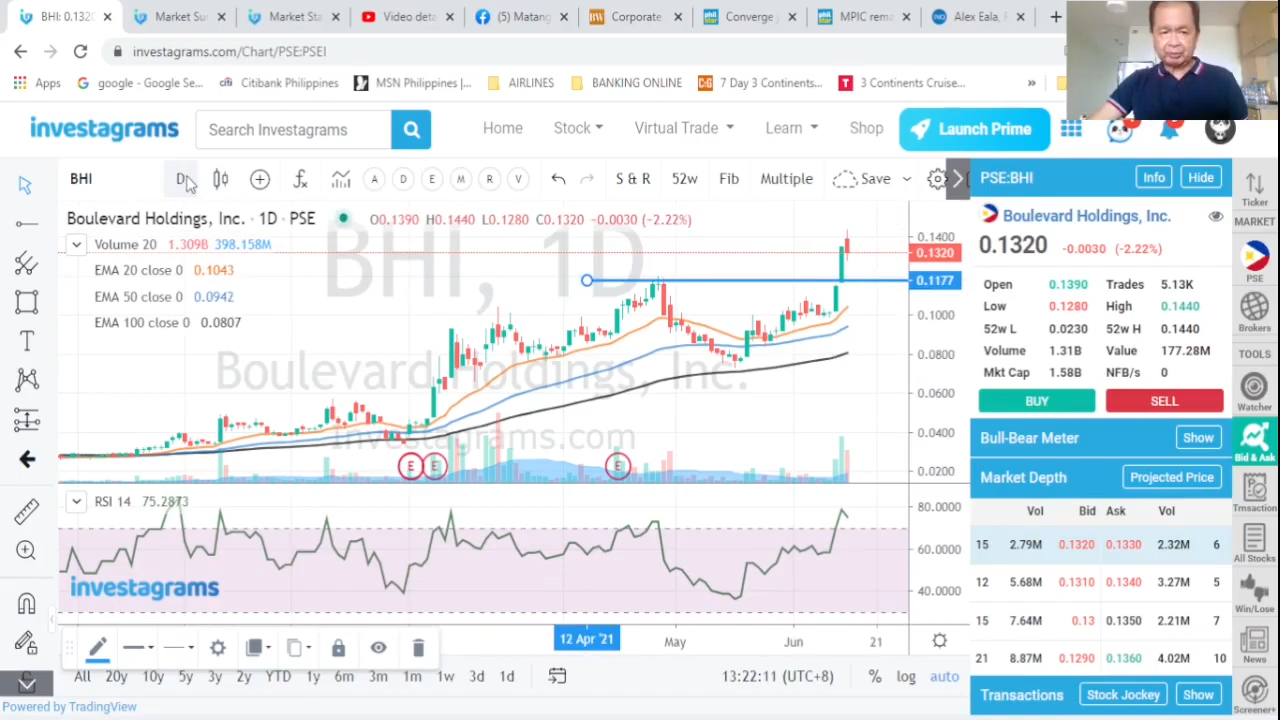 BHI: 0.1320
Market Su
Market Sta
Video deta
(5) Matang
Corporate
Converge
MPIC rema
Alex Eala,
investagrams.com/Chart/PSE:PSEI
Apps
google - Google Se...
Citibank Philippines
MSN Philippines |...
AIRLINES
BANKING ONLINE
7 Day 3 Continents...
3 Continents Cruise...
»
investagrams
Search Investagrams
Home
Stock
Virtual Trade
Learn
Shop
Launch Prime
BHI
D
A
D
E
M
R
V
S & R
52w
Fib
Multiple
Save
Boulevard Holdings, Inc. · 1D · PSE
O0.1390 H0.1440 L0.1280 C0.1320 -0.0030 (-2.22%)
Volume 20 1.309B 398.158M
EMA 20 close 0 0.1043
EMA 50 close 0 0.0942
EMA 100 close 0 0.0807
BHI, 1D
Boulevard Holdings, Inc.
Investagrams.com
0.1400
0.1320
0.1177
0.1000
0.0800
0.0600
0.0400
0.0200
E
E
E
RSI 14 75.2873
80.0000
60.0000
40.0000
investagrams
12 Apr '21
May
Jun
21
All
20y
10y
5y
3y
2y
YTD
1y
6m
3m
1m
1w
3d
1d
13:22:11 (UTC+8)
%
log
auto
Powered by TradingView
PSE:BHI
Info
Hide
Boulevard Holdings, Inc.
0.1320 -0.0030 (-2.22%)
Open 0.1390 Trades 5.13K
Low 0.1280 High 0.1440
52w L 0.0230 52w H 0.1440
Volume 1.31B Value 177.28M
Mkt Cap 1.58B NFB/s 0
BUY
SELL
Bull-Bear Meter
Show
Market Depth
Projected Price
Vol Bid Ask Vol
15 2.79M 0.1320 0.1330 2.32M 6
12 5.68M 0.1310 0.1340 3.27M 5
15 7.64M 0.13 0.1350 2.21M 7
21 8.87M 0.1290 0.1360 4.02M 10
Transactions
Stock Jockey
Show
Ticker
MARKET
PSE
Brokers
TOOLS
Watcher
Bid & Ask
Trnsaction
All Stocks
Win/Lose
News
Screener+